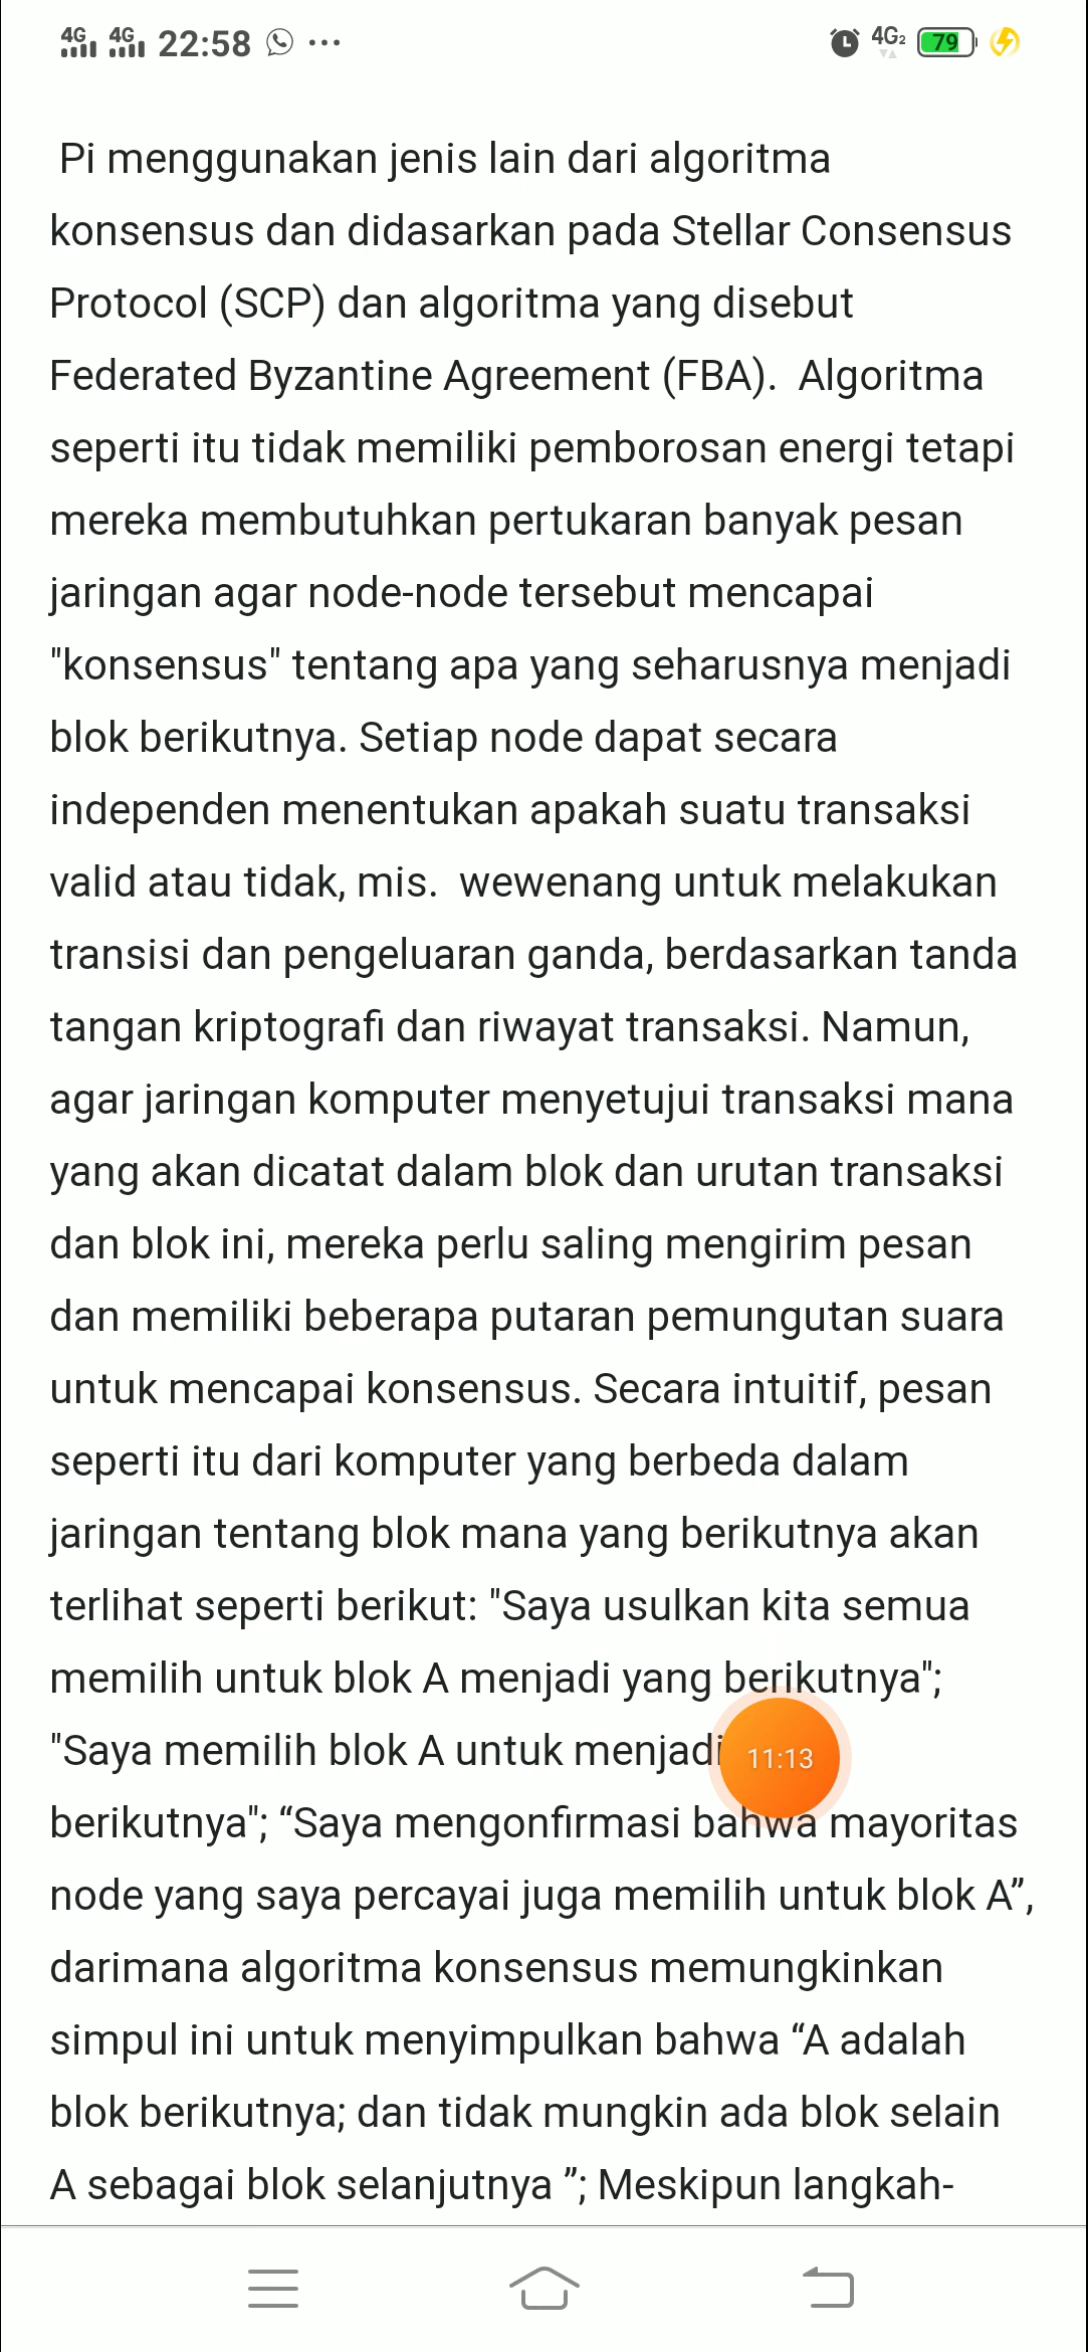 4G 4G 22:58 ... 4G2 79
Pi menggunakan jenis lain dari algoritma
konsensus dan didasarkan pada Stellar Consensus
Protocol (SCP) dan algoritma yang disebut
Federated Byzantine Agreement (FBA).  Algoritma
seperti itu tidak memiliki pemborosan energi tetapi
mereka membutuhkan pertukaran banyak pesan
jaringan agar node-node tersebut mencapai
"konsensus" tentang apa yang seharusnya menjadi
blok berikutnya. Setiap node dapat secara
independen menentukan apakah suatu transaksi
valid atau tidak, mis.  wewenang untuk melakukan
transisi dan pengeluaran ganda, berdasarkan tanda
tangan kriptografi dan riwayat transaksi. Namun,
agar jaringan komputer menyetujui transaksi mana
yang akan dicatat dalam blok dan urutan transaksi
dan blok ini, mereka perlu saling mengirim pesan
dan memiliki beberapa putaran pemungutan suara
untuk mencapai konsensus. Secara intuitif, pesan
seperti itu dari komputer yang berbeda dalam
jaringan tentang blok mana yang berikutnya akan
terlihat seperti berikut: "Saya usulkan kita semua
memilih untuk blok A menjadi yang berikutnya";
"Saya memilih blok A untuk menjadi 11:13
berikutnya"; “Saya mengonfirmasi bahwa mayoritas
node yang saya percayai juga memilih untuk blok A”,
darimana algoritma konsensus memungkinkan
simpul ini untuk menyimpulkan bahwa “A adalah
blok berikutnya; dan tidak mungkin ada blok selain
A sebagai blok selanjutnya ”; Meskipun langkah-